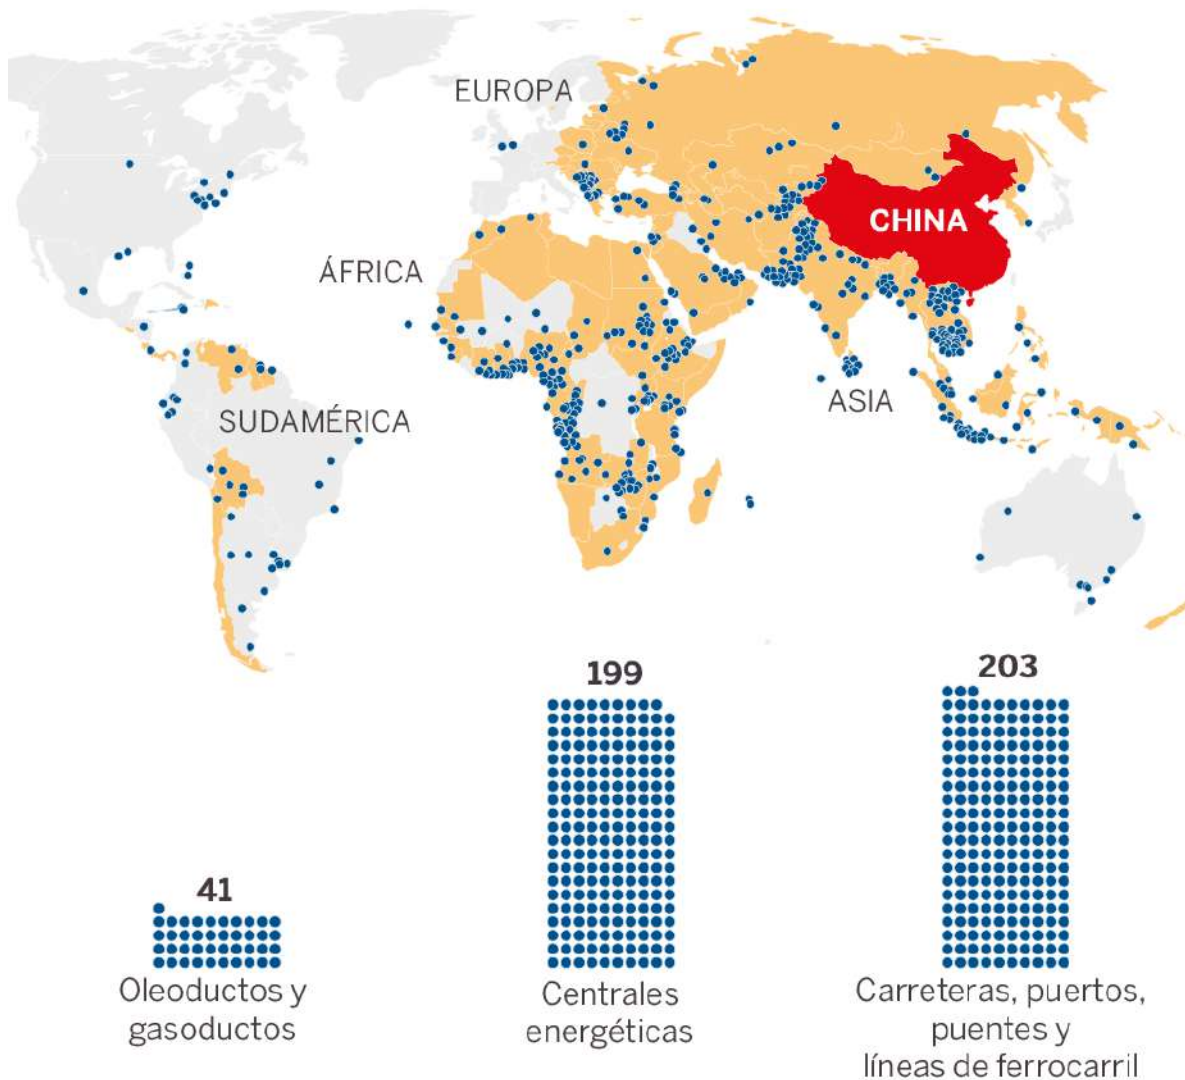 EUROPA
CHINA
ÁFRICA
ASIA
SUDAMÉRICA
199
203
41
Oleoductos y
gasoductos
Centrales
energéticas
Carreteras, puertos,
puentes y
líneas de ferrocarril